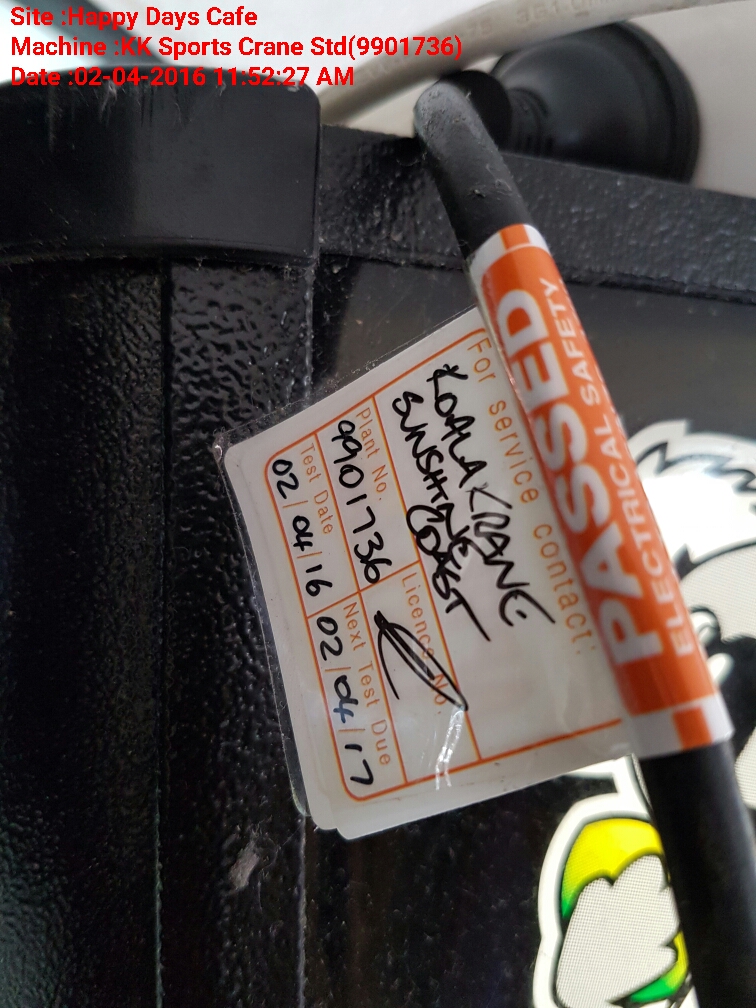 Site :Happy Days Cafe
Machine :KK Sports Crane Std(9901736)
Date :02-04-2016 11:52:27 AM
PASSED
ELECTRICAL SAFETY
For service contact:
KOALA KRANE
SUNSHINE
COAST
Plant No.
9901736
Licence No.
Test Date
02/04/16
Next Test Due
02/04/17